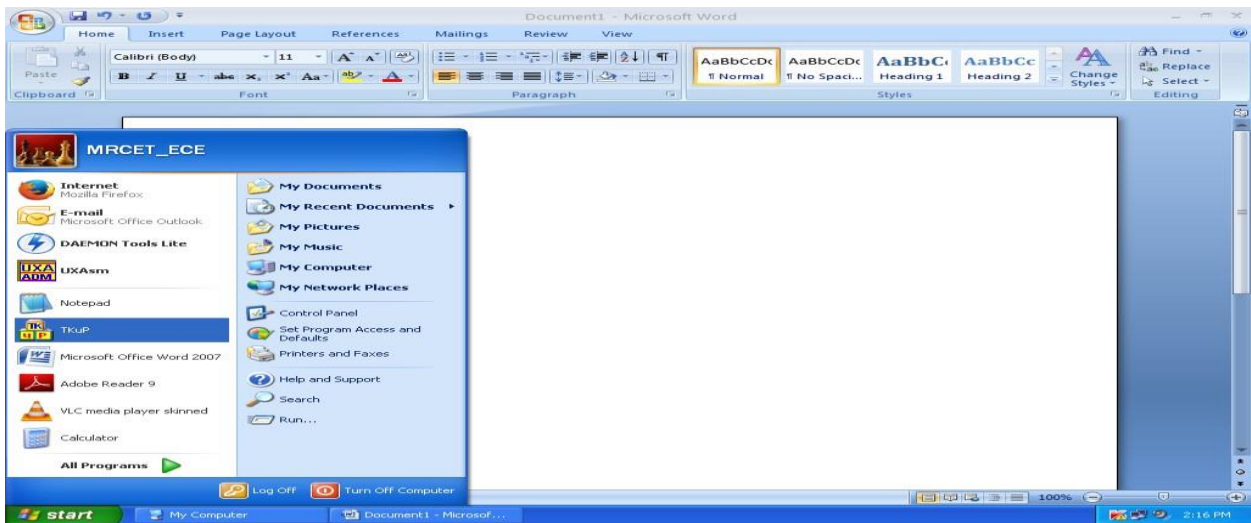 Document1 - Microsoft Word
Home Insert Page Layout References Mailings Review View
Calibri (Body) 11
Paste
B I U abc x₂ x² Aa A
Clipboard Font Paragraph Styles Editing
AaBbCcDc AaBbCcDc AaBbC AaBbCc
¶ Normal ¶ No Spaci... Heading 1 Heading 2
Change Styles
Find
Replace
Select
MRCET_ECE
Internet
Mozilla Firefox
E-mail
Microsoft Office Outlook
DAEMON Tools Lite
UXA ADM
UXAsm
Notepad
TK u P
TKuP
Microsoft Office Word 2007
Adobe Reader 9
VLC media player skinned
Calculator
All Programs
My Documents
My Recent Documents
My Pictures
My Music
My Computer
My Network Places
Control Panel
Set Program Access and
Defaults
Printers and Faxes
Help and Support
Search
Run...
Log Off Turn Off Computer
100%
start My Computer Document1 - Microsof... 2:16 PM